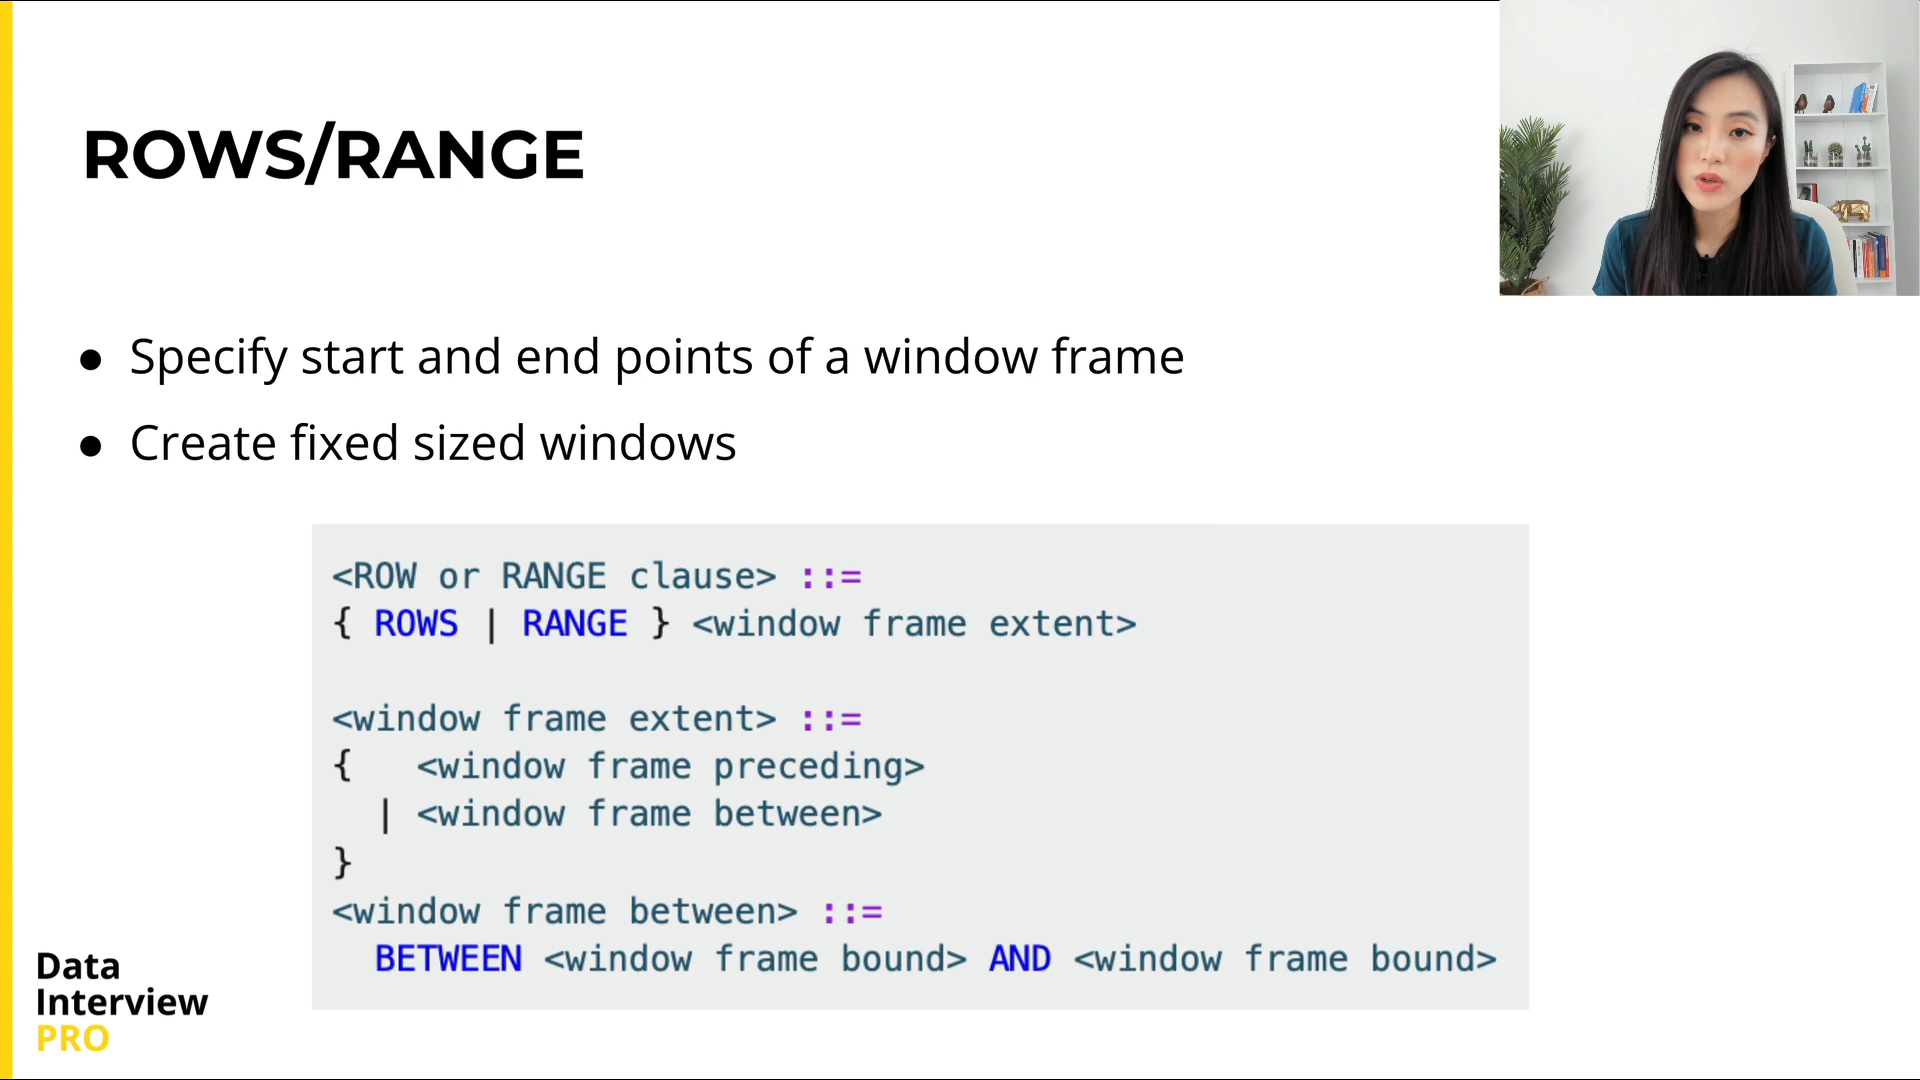 ROWS/RANGE
● Specify start and end points of a window frame
● Create fixed sized windows
<ROW or RANGE clause> ::=
{ ROWS | RANGE } <window frame extent>
<window frame extent> ::=
{   <window frame preceding>
  | <window frame between>
}
<window frame between> ::=
  BETWEEN <window frame bound> AND <window frame bound>
Data
Interview
PRO